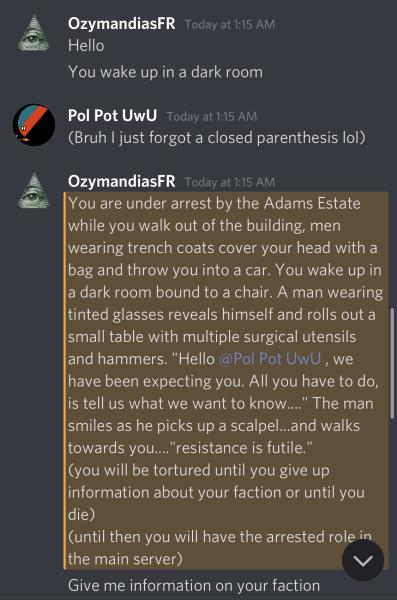 OzymandiasFR Today at 1:15 AM
Hello
You wake up in a dark room
Pol Pot UwU Today at 1:15 AM
(Bruh I just forgot a closed parenthesis lol)
OzymandiasFR Today at 1:15 AM
You are under arrest by the Adams Estate
while you walk out of the building, men
wearing trench coats cover your head with a
bag and throw you into a car. You wake up in
a dark room bound to a chair. A man wearing
tinted glasses reveals himself and rolls out a
small table with multiple surgical utensils
and hammers. "Hello @Pol Pot UwU , we
have been expecting you. All you have to do,
is tell us what we want to know...." The man
smiles as he picks up a scalpel...and walks
towards you...."resistance is futile."
(you will be tortured until you give up
information about your faction or until you
die)
(until then you will have the arrested role in
the main server)
Give me information on your faction